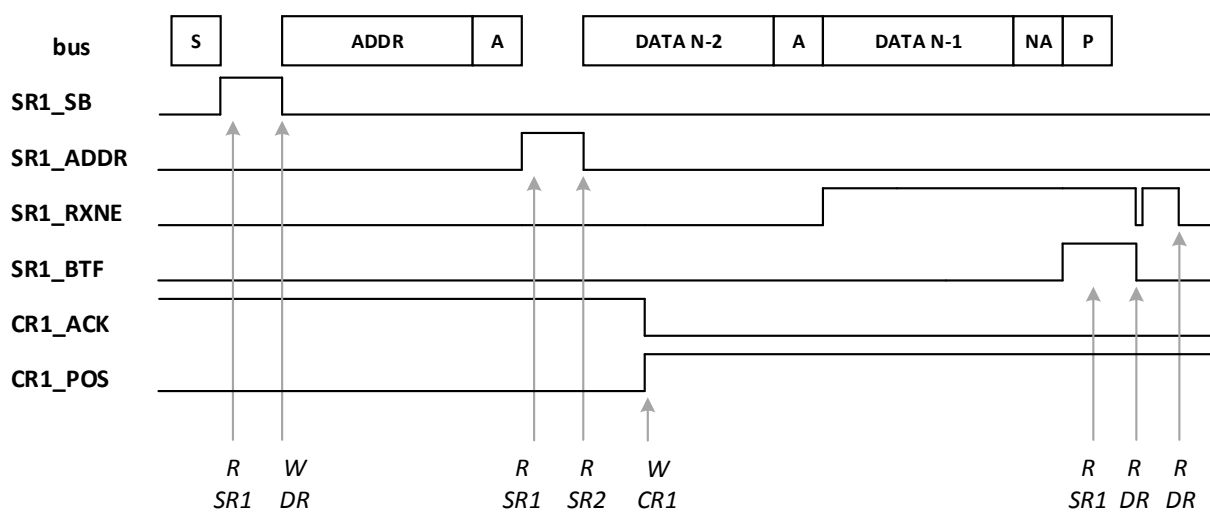 bus S ADDR A DATA N-2 A DATA N-1 NA P
SR1_SB
SR1_ADDR
SR1_RXNE
SR1_BTF
CR1_ACK
CR1_POS
R W R R W R R R
SR1 DR SR1 SR2 CR1 SR1 DR DR